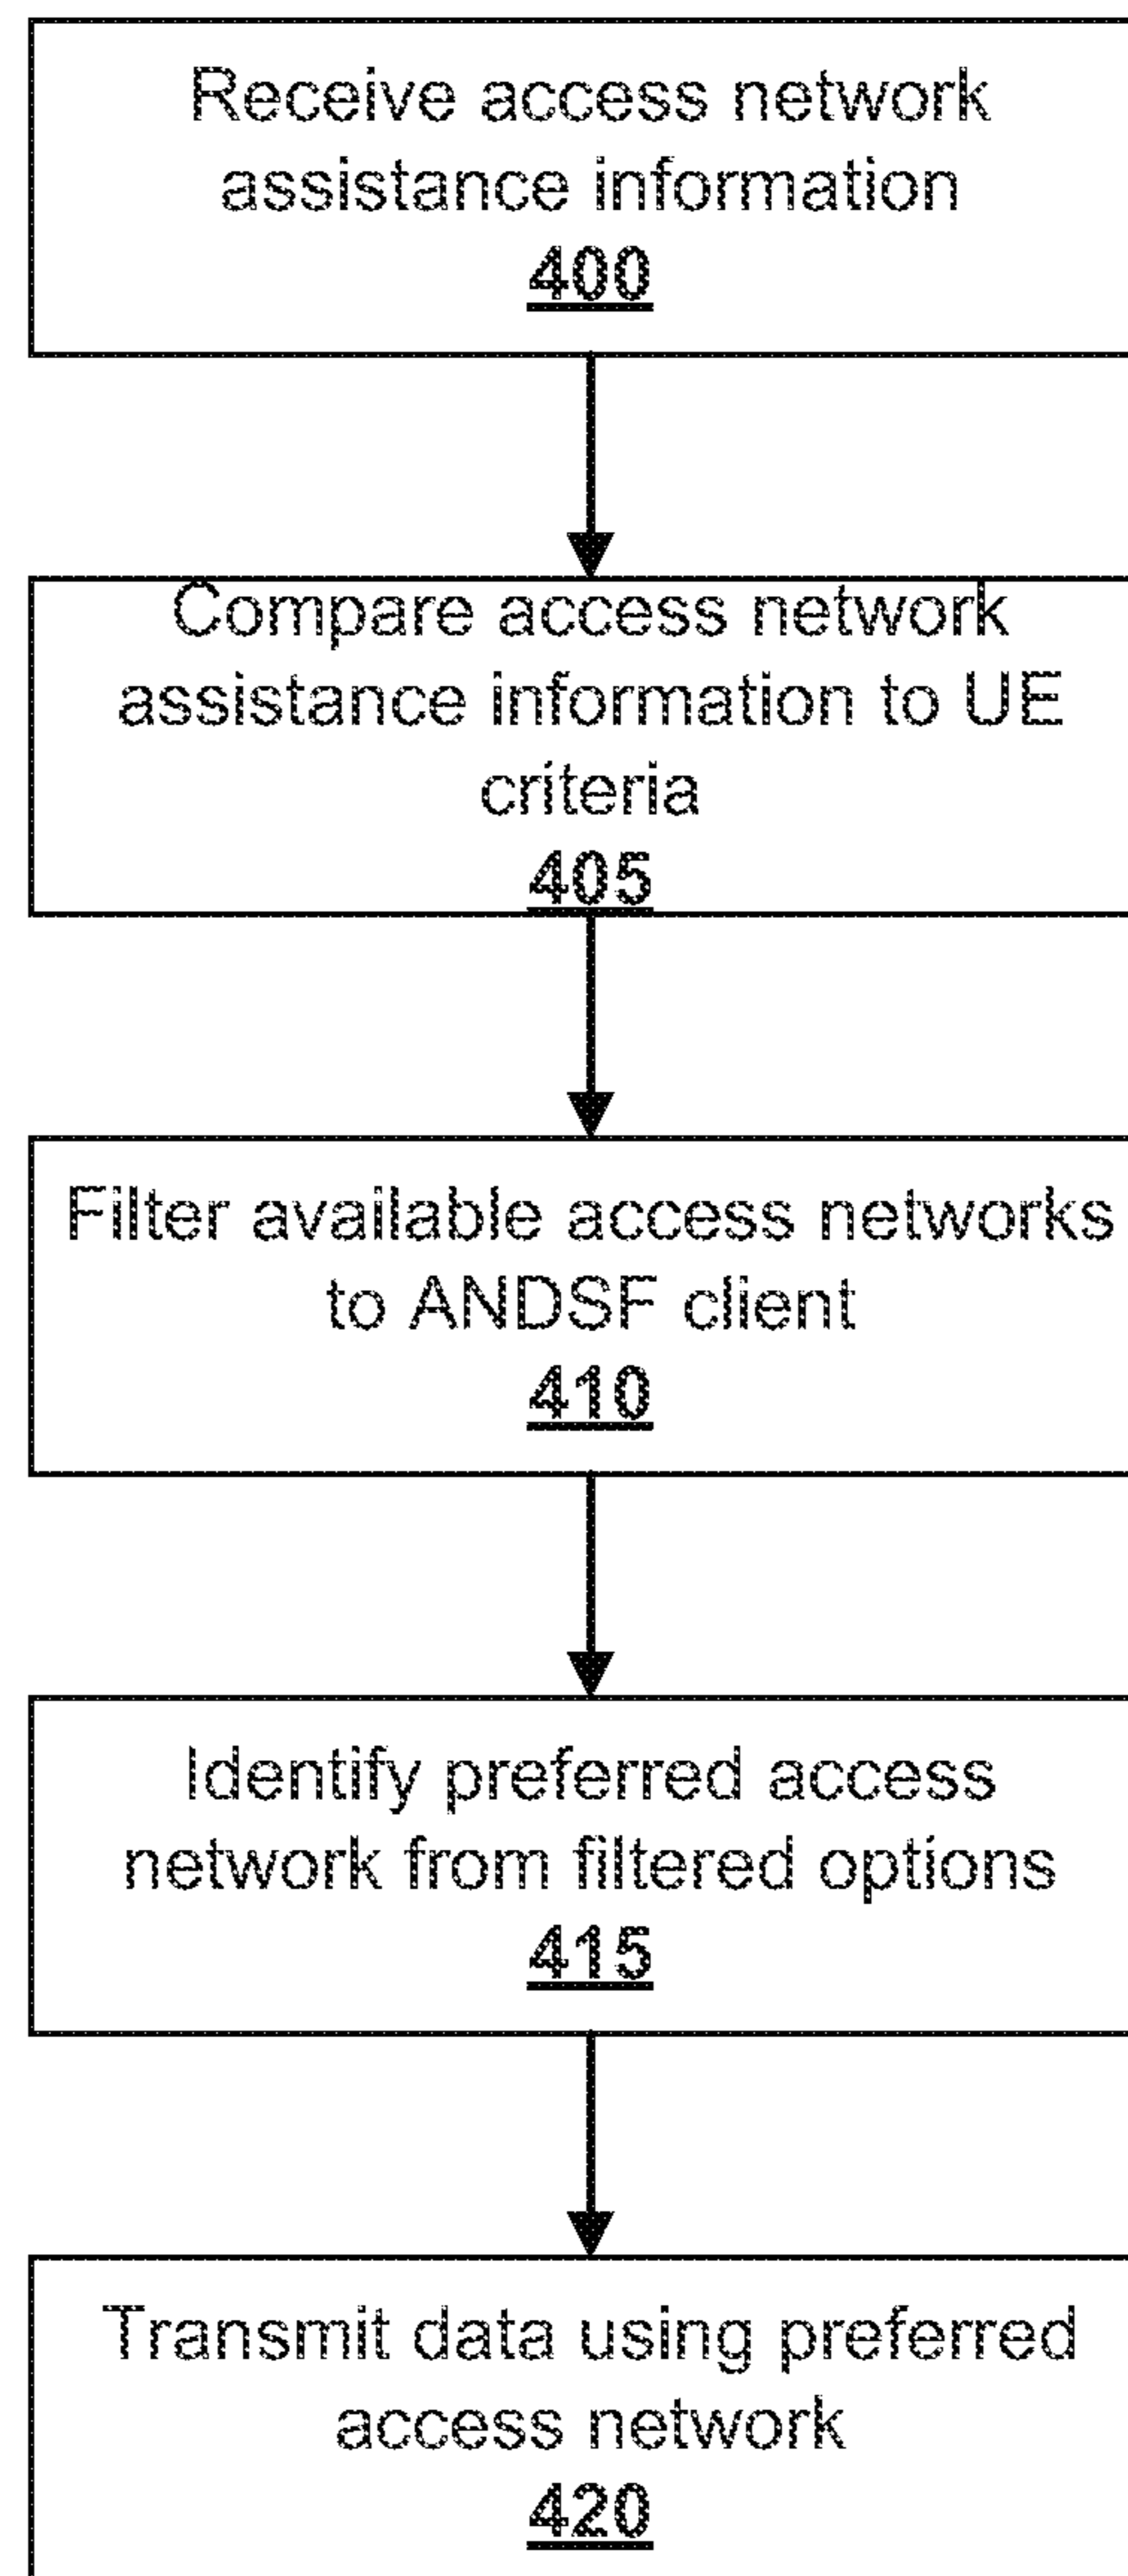 Receive access network
assistance information
400
Compare access network
assistance information to UE
criteria
405
Filter available access networks
to ANDSF client
410
Identify preferred access
network from filtered options
415
Transmit data using preferred
access network
420